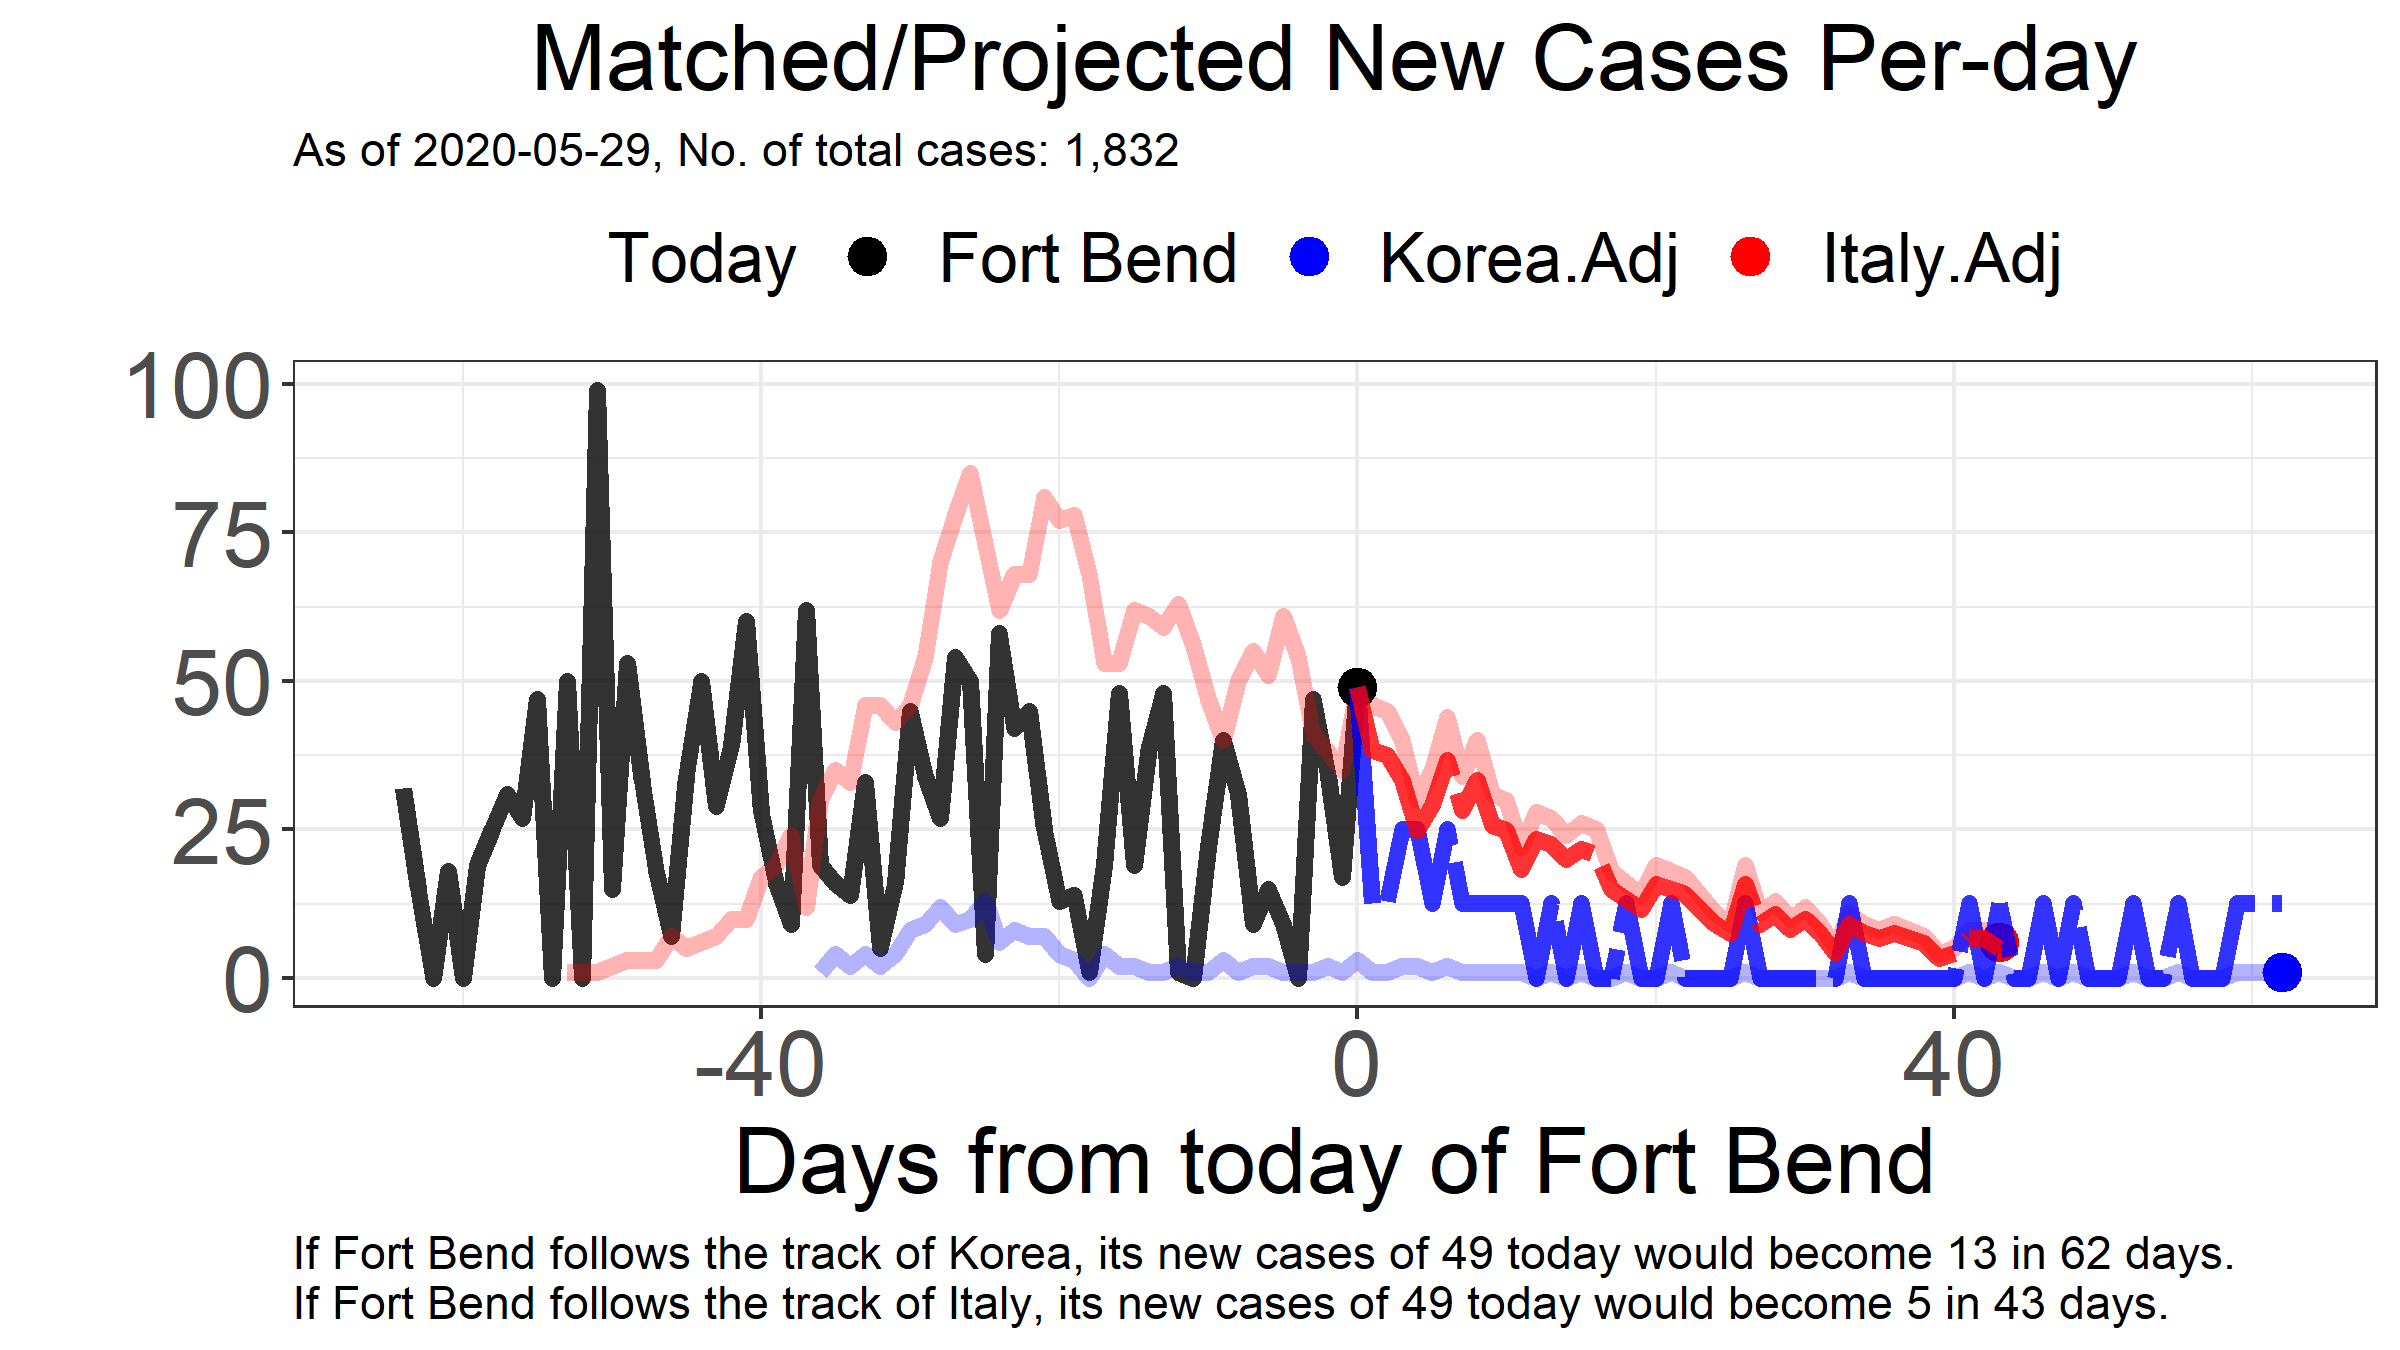 Matched/Projected New Cases Per-day
As of 2020-05-29, No. of total cases: 1,832
Today Fort Bend Korea.Adj Italy.Adj
100
75
50
25
0
-40 0 40
Days from today of Fort Bend
If Fort Bend follows the track of Korea, its new cases of 49 today would become 13 in 62 days.
If Fort Bend follows the track of Italy, its new cases of 49 today would become 5 in 43 days.